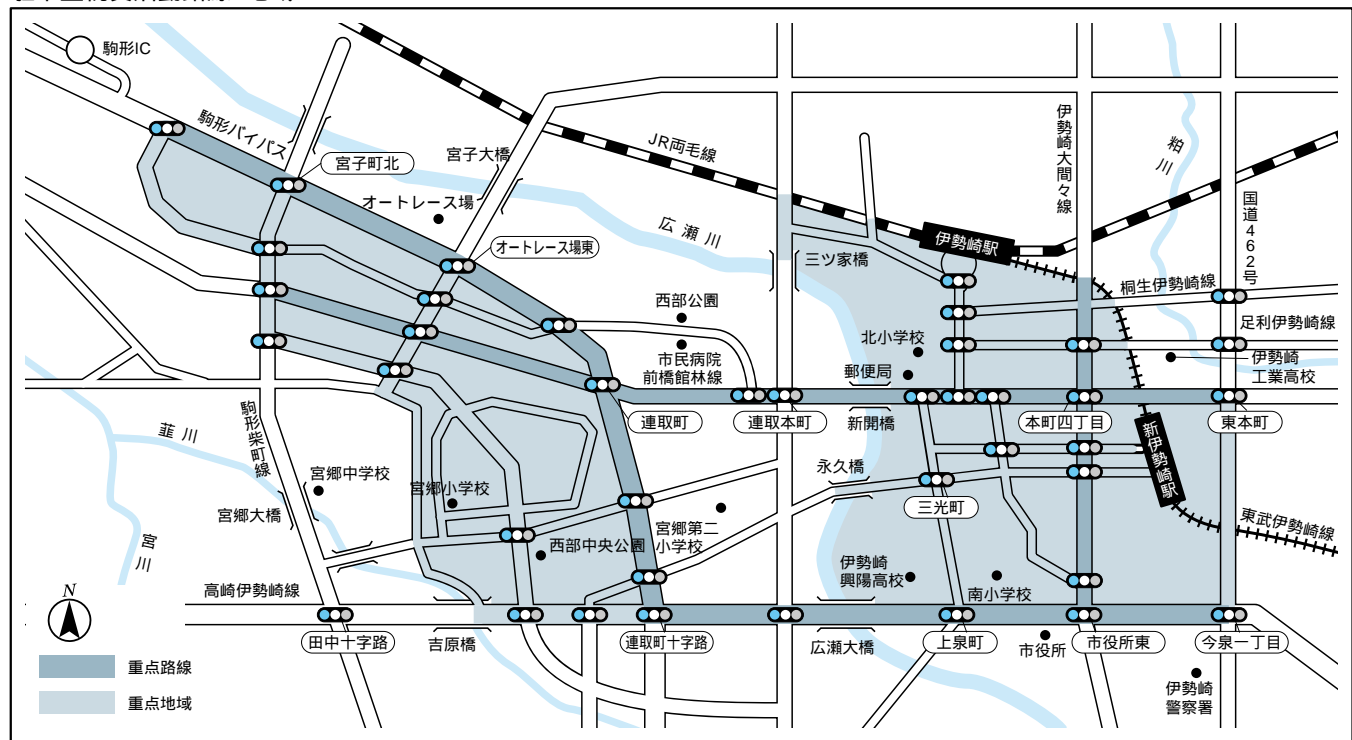 駒形IC
駒形バイパス
宮子町北
オートレース場
宮子大橋
オートレース場東
JR両毛線
広瀬川
三ツ家橋
伊勢崎駅
伊勢崎大間々線
粕川
国道462号
桐生伊勢崎線
足利伊勢崎線
西部公園
市民病院
前橋館林線
北小学校
郵便局
伊勢崎
工業高校
連取町
連取本町
新開橋
本町四丁目
東本町
新伊勢崎駅
韮川
駒形柴町線
宮郷中学校
宮郷小学校
宮郷大橋
宮川
永久橋
三光町
宮郷第二
小学校
西部中央公園
東武伊勢崎線
伊勢崎
興陽高校
南小学校
高崎伊勢崎線
N
田中十字路
吉原橋
連取町十字路
広瀬大橋
上泉町
市役所
市役所東
今泉一丁目
伊勢崎
警察署
重点路線
重点地域